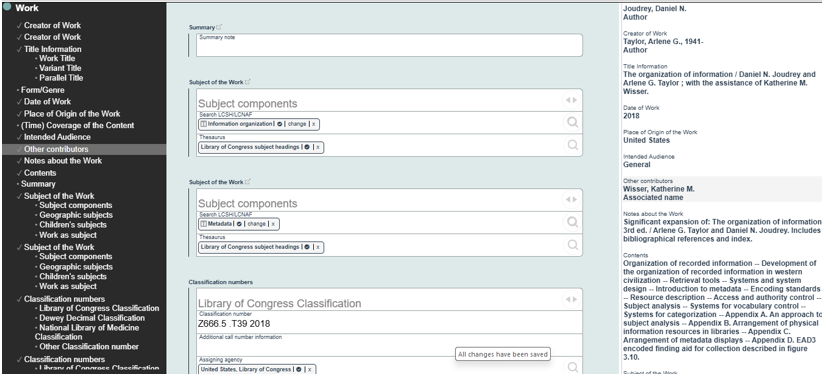 Work
✓ Creator of Work
✓ Creator of Work
✓ Title Information
• Work Title
• Variant Title
• Parallel Title
• Form/Genre
✓ Date of Work
✓ Place of Origin of the Work
• (Time) Coverage of the Content
✓ Intended Audience
✓ Other contributors
✓ Notes about the Work
✓ Contents
• Summary
✓ Subject of the Work
• Subject components
• Geographic subjects
• Children's subjects
• Work as subject
✓ Subject of the Work
• Subject components
• Geographic subjects
• Children's subjects
• Work as subject
✓ Classification numbers
• Library of Congress Classification
• Dewey Decimal Classification
• National Library of Medicine
Classification
• Other Classification number
✓ Classification numbers
• Library of Congress Classification
Summary
Summary note
Subject of the Work
Subject components
Search LCSH/LCNAF
Information organization | change | x
Thesaurus
Library of Congress subject headings | x
Subject of the Work
Subject components
Search LCSH/LCNAF
Metadata | change | x
Thesaurus
Library of Congress subject headings | x
Classification numbers
Library of Congress Classification
Classification number
Z666.5 .T39 2018
Additional call number information
Assigning agency
United States, Library of Congress | x
All changes have been saved
Joudrey, Daniel N.
Author
Creator of Work
Taylor, Arlene G., 1941-
Author
Title Information
The organization of information / Daniel N. Joudrey and
Arlene G. Taylor ; with the assistance of Katherine M.
Wisser.
Date of Work
2018
Place of Origin of the Work
United States
Intended Audience
General
Other contributors
Wisser, Katherine M.
Associated name
Notes about the Work
Significant expansion of: The organization of information
3rd ed. / Arlene G. Taylor and Daniel N. Joudrey. Includes
bibliographical references and index.
Contents
Organization of recorded information -- Development of
the organization of recorded information in western
civilization -- Retrieval tools -- Systems and system
design -- Introduction to metadata -- Encoding standards
-- Resource description -- Access and authority control --
Subject analysis -- Systems for vocabulary control --
Systems for categorization -- Appendix A. An approach to
subject analysis -- Appendix B. Arrangement of physical
information resources in libraries -- Appendix C.
Arrangement of metadata displays -- Appendix D. EAD3
encoded finding aid for collection described in figure
3.10.
Subject of the Work